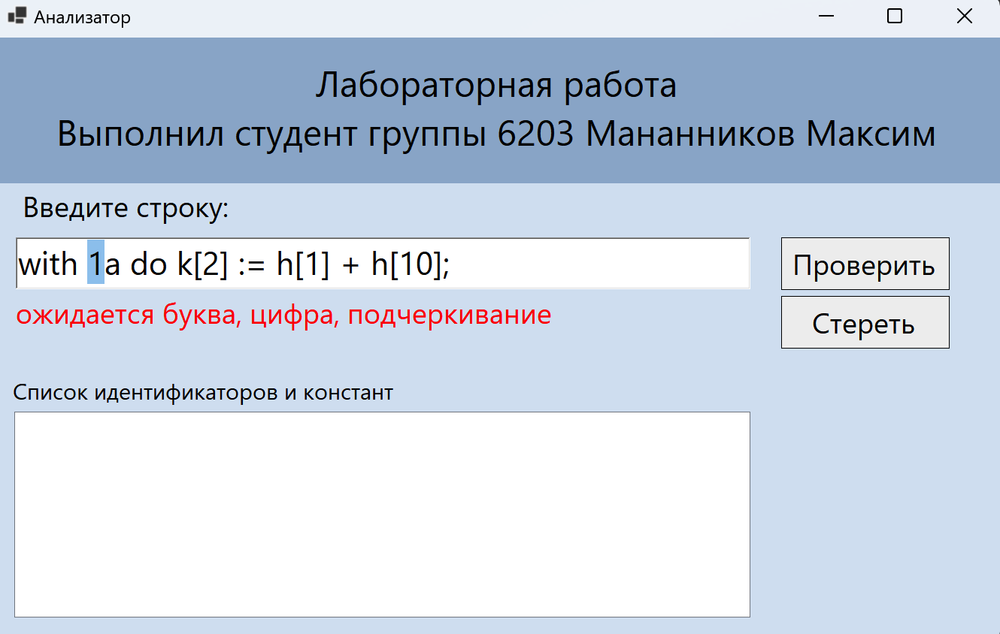 Анализатор
Лабораторная работа
Выполнил студент группы 6203 Мананников Максим
Введите строку:
with 1a do k[2] := h[1] + h[10];
Проверить
ожидается буква, цифра, подчеркивание
Стереть
Список идентификаторов и констант